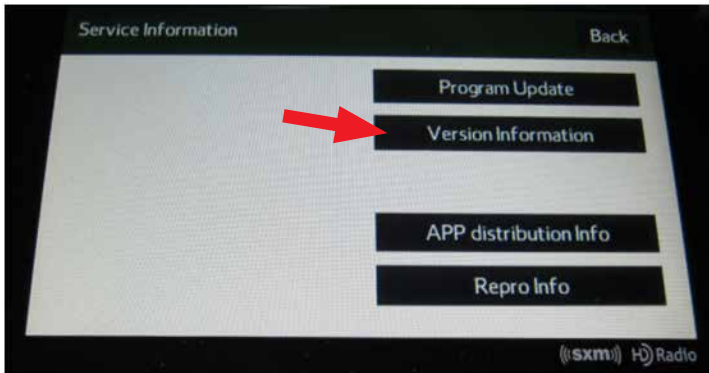 Service Information
Back
Program Update
Version Information
APP distribution Info
Repro Info
((sxm)) HD Radio